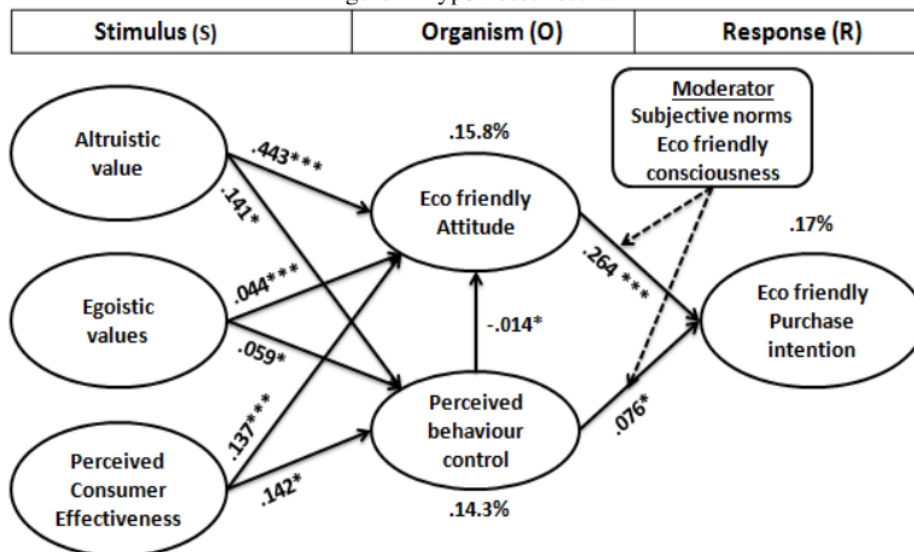 Stimulus (S)
Organism (O)
Response (R)
Altruistic
value
Egoistic
values
Perceived
Consumer
Effectiveness
.443***
.141*
.044***
.059*
.137***
.142*
.15.8%
Eco friendly
Attitude
-.014*
Perceived
behaviour
control
.14.3%
Moderator
Subjective norms
Eco friendly
consciousness
.264 ***
.076*
.17%
Eco friendly
Purchase
intention